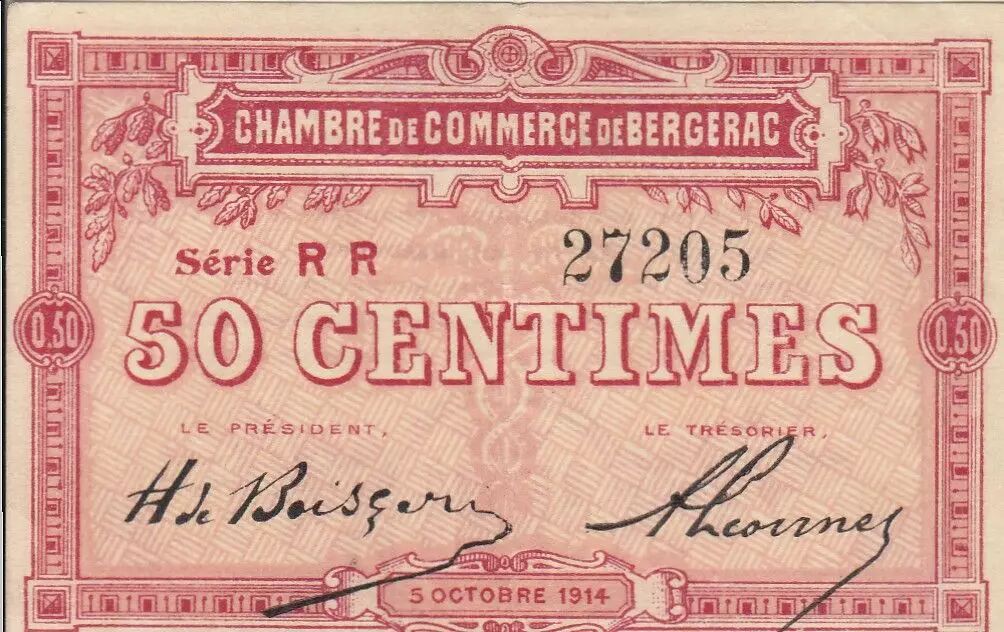 CHAMBRE DE COMMERCE DE BERGERAC
Série R R 27205
0.50 50 CENTIMES 0.50
LE PRÉSIDENT, LE TRÉSORIER,
5 OCTOBRE 1914